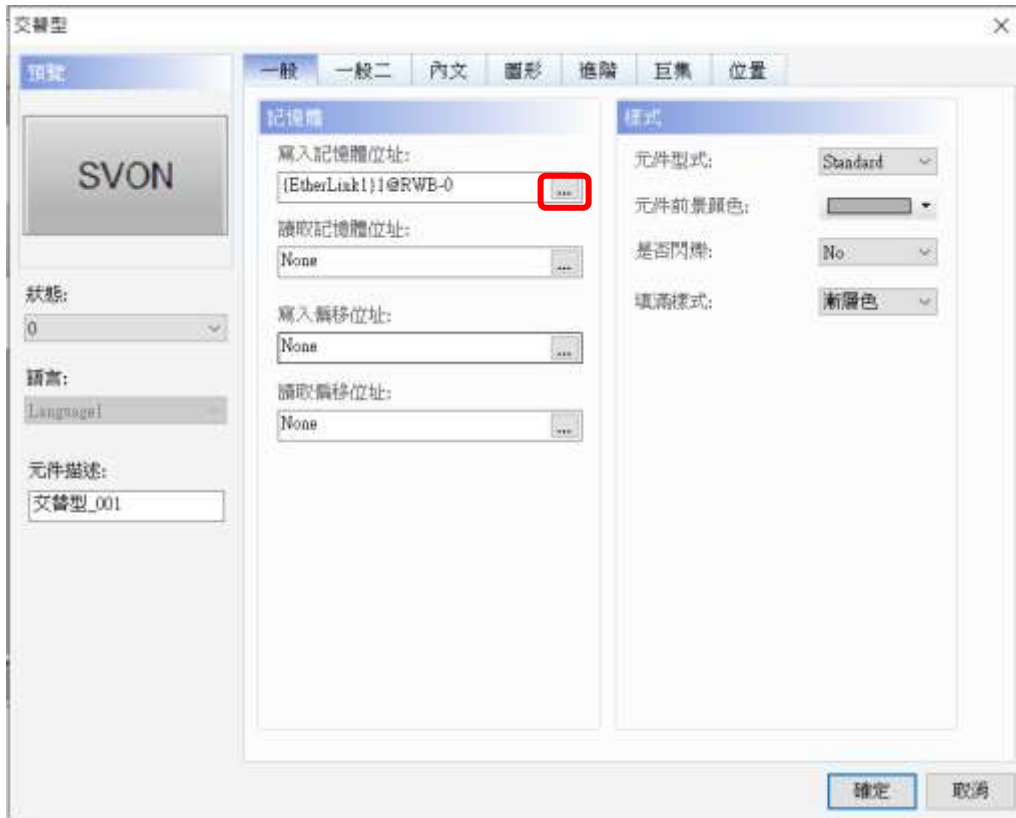 交替型
預覽
SVON
狀態:
0
語言:
Language1
元件描述:
交替型_001
一般
一般二
內文
圖形
進階
巨集
位置
記憶體
寫入記憶體位址:
{EtherLink1}1@RWB-0
...
讀取記憶體位址:
None
...
寫入偏移位址:
None
...
讀取偏移位址:
None
...
樣式
元件型式:
Standard
元件前景顏色:
是否閃爍:
No
填滿樣式:
漸層色
確定
取消